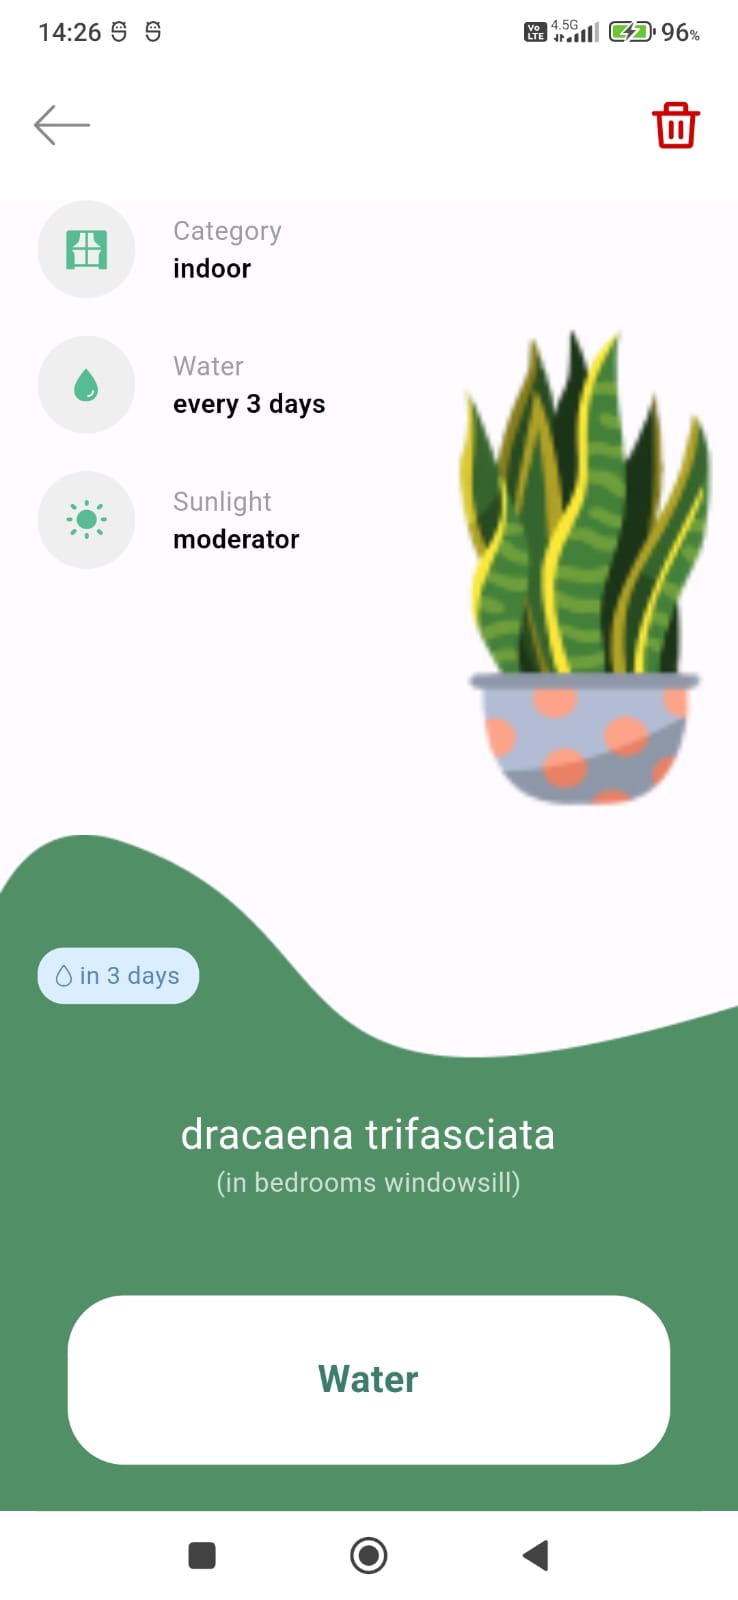 14:26
Vo LTE 4.5G 96%
Category
indoor
Water
every 3 days
Sunlight
moderator
in 3 days
dracaena trifasciata
(in bedrooms windowsill)
Water